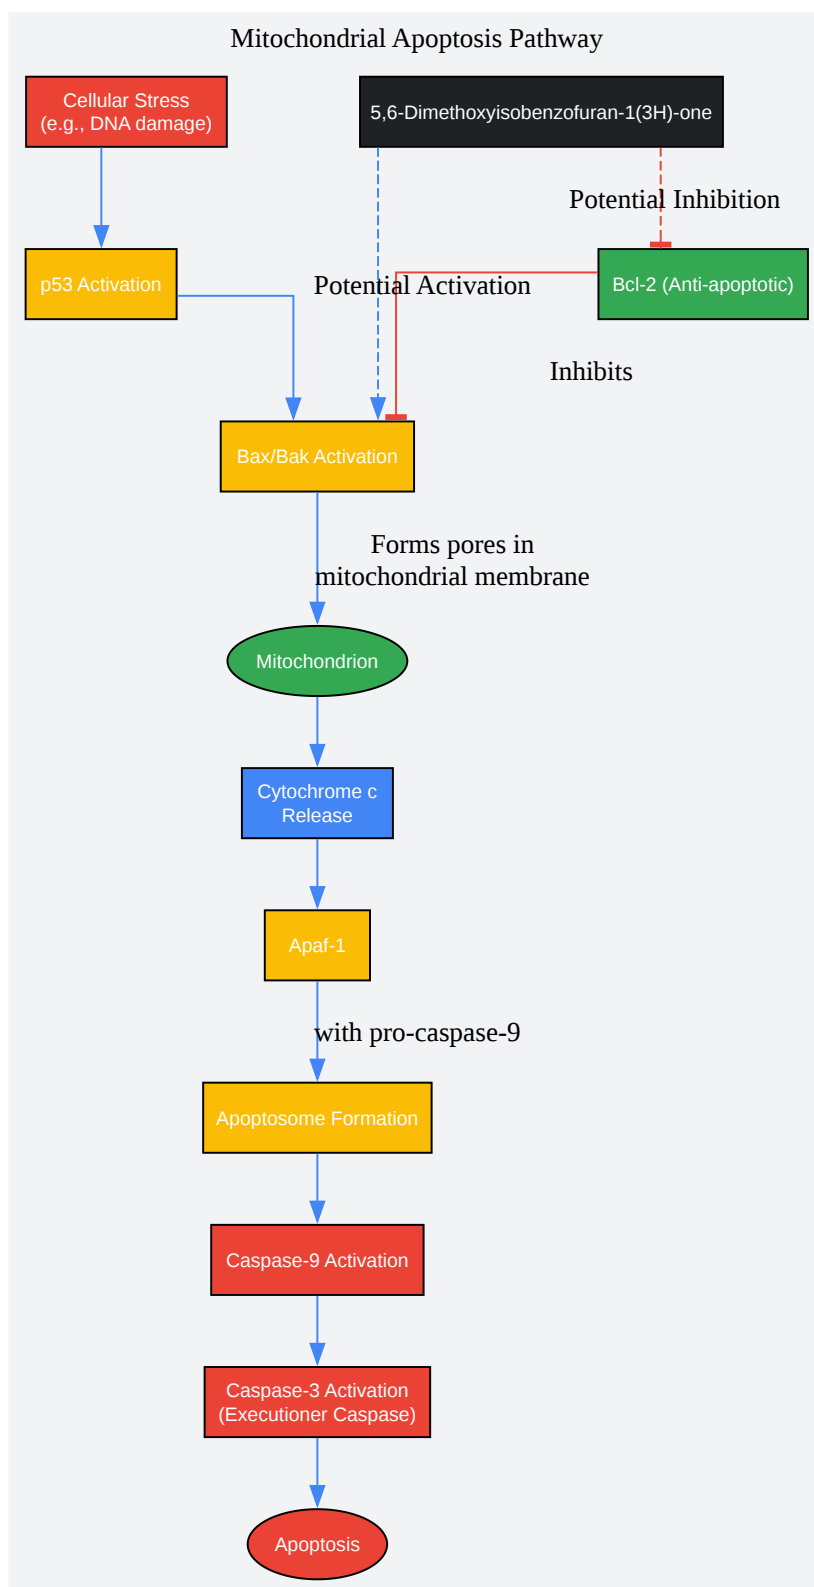 Mitochondrial Apoptosis Pathway
Cellular Stress
(e.g., DNA damage)
5,6-Dimethoxyisobenzofuran-1(3H)-one
Potential Inhibition
p53 Activation
Potential Activation
Bcl-2 (Anti-apoptotic)
Inhibits
Bax/Bak Activation
Forms pores in
mitochondrial membrane
Mitochondrion
Cytochrome c
Release
Apaf-1
with pro-caspase-9
Apoptosome Formation
Caspase-9 Activation
Caspase-3 Activation
(Executioner Caspase)
Apoptosis